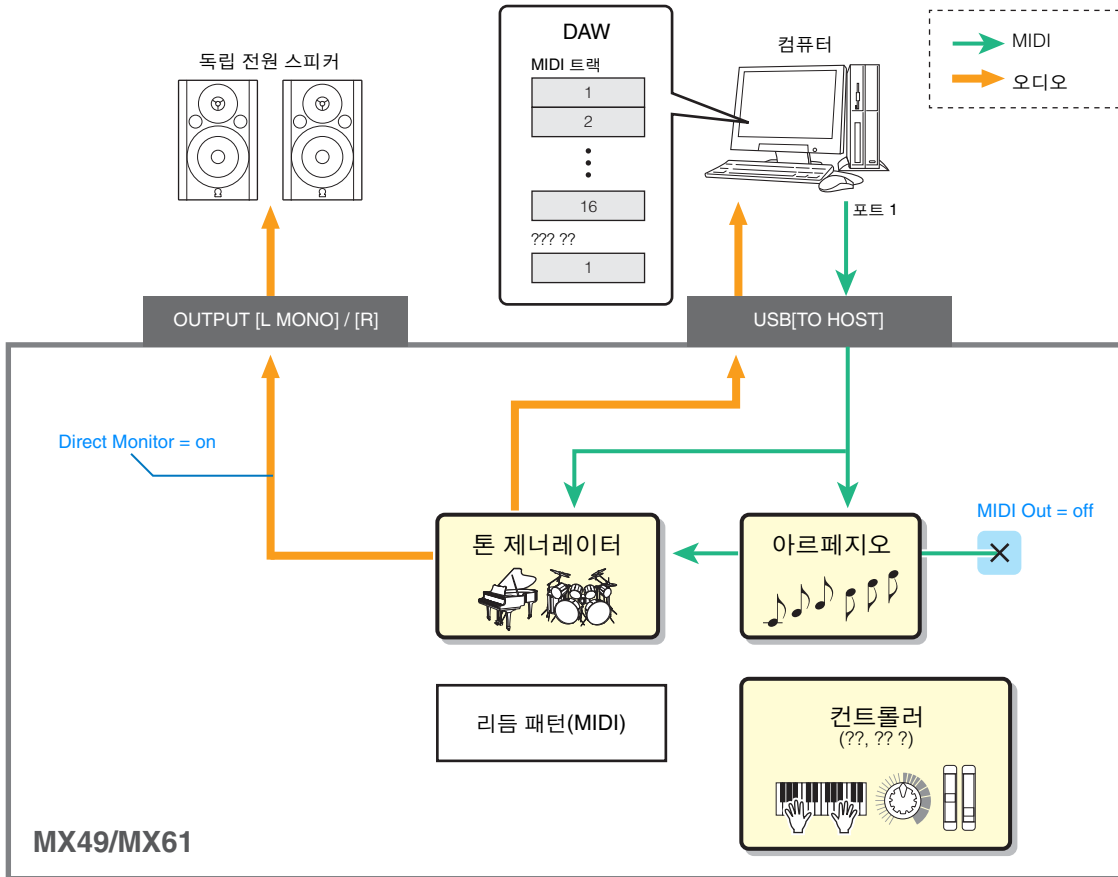 DAW
MIDI 트랙
1
2
16
??? ??
1
독립 전원 스피커
컴퓨터
포트 1
MIDI
오디오
OUTPUT [L MONO] / [R]
USB[TO HOST]
Direct Monitor = on
MIDI Out = off
톤 제너레이터
아르페지오
리듬 패턴(MIDI)
컨트롤러
(??, ?? ?)
MX49/MX61